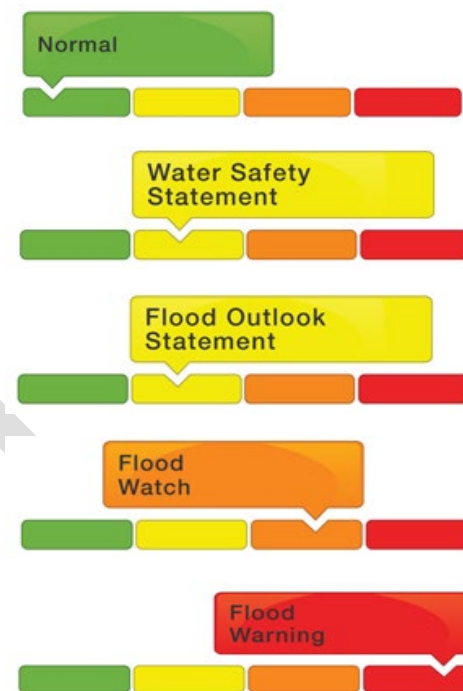 Normal
Water Safety
Statement
Flood Outlook
Statement
Flood
Watch
Flood
Warning